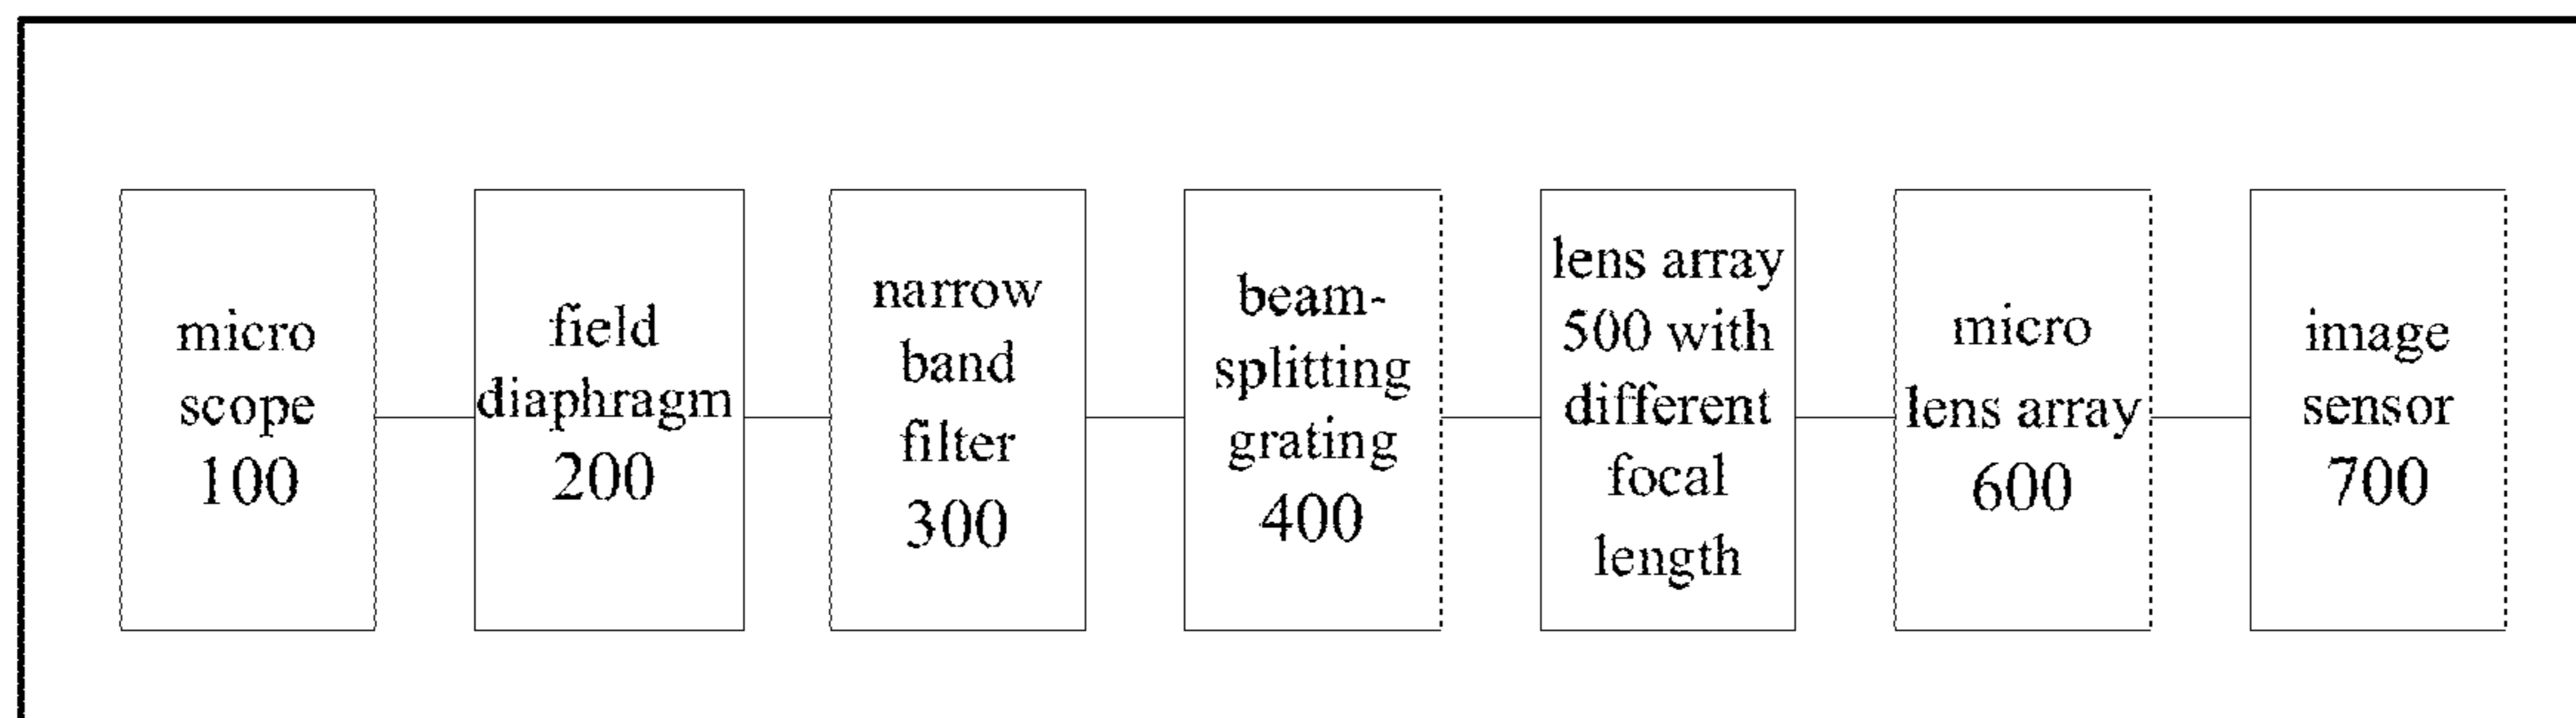 micro
scope
100
field
diaphragm
200
narrow
band
filter
300
beam-
splitting
grating
400
lens array
500 with
different
focal
length
micro
lens array
600
image
sensor
700